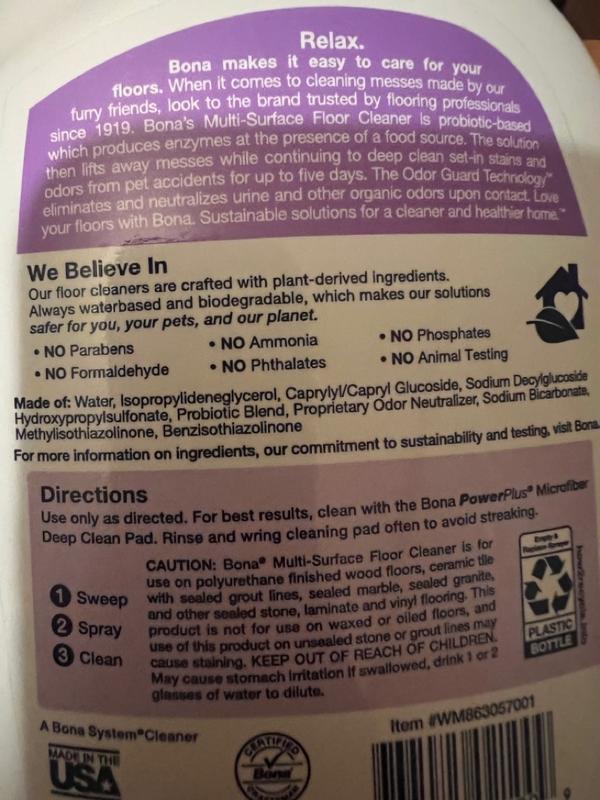 Relax.
Bona makes it easy to care for your
floors. When it comes to cleaning messes made by our
furry friends, look to the brand trusted by flooring professionals
since 1919. Bona's Multi-Surface Floor Cleaner is probiotic-based
which produces enzymes at the presence of a food source. The solution
then lifts away messes while continuing to deep clean set-in stains and
odors from pet accidents for up to five days. The Odor Guard Technology™
eliminates and neutralizes urine and other organic odors upon contact. Love
your floors with Bona. Sustainable solutions for a cleaner and healthier home.™
We Believe In
Our floor cleaners are crafted with plant-derived ingredients.
Always waterbased and biodegradable, which makes our solutions
safer for you, your pets, and our planet.
• NO Parabens • NO Ammonia • NO Phosphates
• NO Formaldehyde • NO Phthalates • NO Animal Testing
Made of: Water, Isopropylideneglycerol, Caprylyl/Capryl Glucoside, Sodium Decylglucoside
Hydroxypropylsulfonate, Probiotic Blend, Proprietary Odor Neutralizer, Sodium Bicarbonate,
Methylisothiazolinone, Benzisothiazolinone
For more information on ingredients, our commitment to sustainability and testing, visit Bona.
Directions
Use only as directed. For best results, clean with the Bona PowerPlus® Microfiber
Deep Clean Pad. Rinse and wring cleaning pad often to avoid streaking.
1 Sweep
2 Spray
3 Clean
CAUTION: Bona® Multi-Surface Floor Cleaner is for
use on polyurethane finished wood floors, ceramic tile
with sealed grout lines, sealed marble, sealed granite,
and other sealed stone, laminate and vinyl flooring. This
product is not for use on waxed or oiled floors, and
use of this product on unsealed stone or grout lines may
cause staining. KEEP OUT OF REACH OF CHILDREN.
May cause stomach irritation if swallowed, drink 1 or 2
glasses of water to dilute.
Empty &
Replace Sprayer
PLASTIC
BOTTLE
how2recycle.info
A Bona System® Cleaner
MADE IN THE
USA
CERTIFIED
Bona
CRAFTSMAN
Item #WM863057001